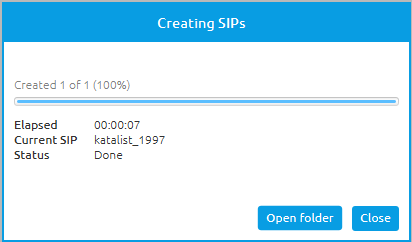 Creating SIPs
Created 1 of 1 (100%)
Elapsed 00:00:07
Current SIP katalist_1997
Status Done
Open folder Close